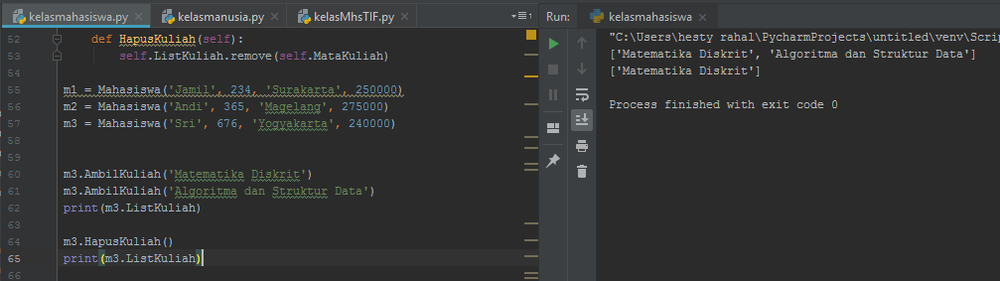 kelasmahasiswa.py
kelasmanusia.py
kelasMhsTIF.py
52 def HapusKuliah(self):
53 self.ListKuliah.remove(self.MataKuliah)
54
55 m1 = Mahasiswa('Jamil', 234, 'Surakarta', 250000)
56 m2 = Mahasiswa('Andi', 365, 'Magelang', 275000)
57 m3 = Mahasiswa('Sri', 676, 'Yogyakarta', 240000)
58
59
60 m3.AmbilKuliah('Matematika Diskrit')
61 m3.AmbilKuliah('Algoritma dan Struktur Data')
62 print(m3.ListKuliah)
63
64 m3.HapusKuliah()
65 print(m3.ListKuliah)
66
Run: kelasmahasiswa
"C:\Users\hesty rahal\PycharmProjects\untitled\venv\Scrip
['Matematika Diskrit', 'Algoritma dan Struktur Data']
['Matematika Diskrit']
Process finished with exit code 0